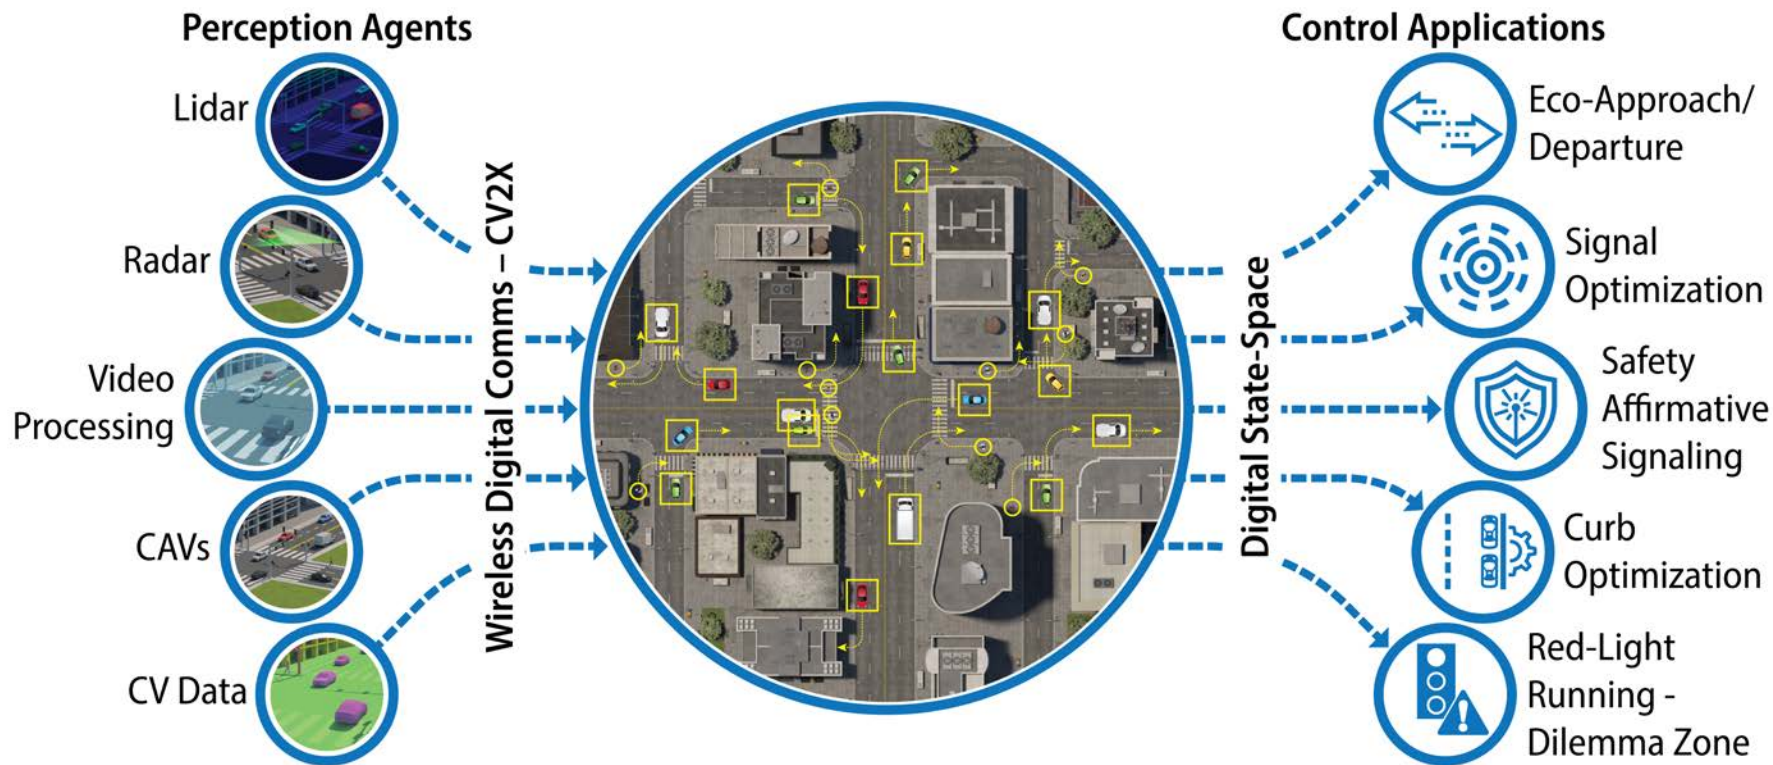 Perception Agents
Lidar
Radar
Video
Processing
CAVs
CV Data
Wireless Digital Comms – CV2X
Digital State-Space
Control Applications
Eco-Approach/
Departure
Signal
Optimization
Safety
Affirmative
Signaling
Curb
Optimization
Red-Light
Running -
Dilemma Zone